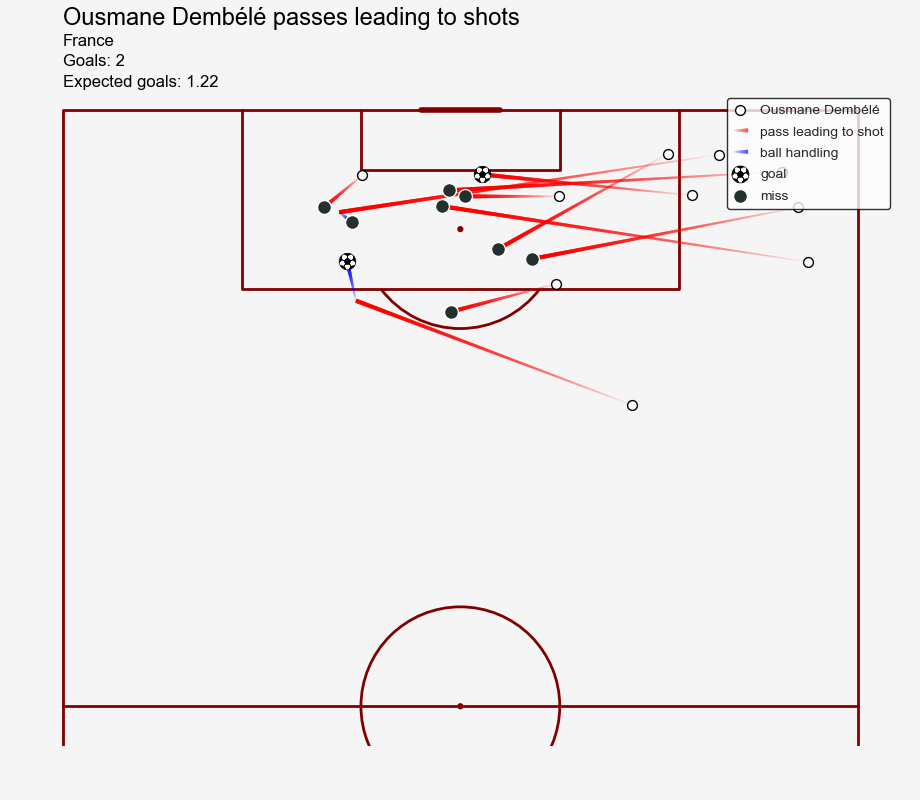 Ousmane Dembélé passes leading to shots
France
Goals: 2
Expected goals: 1.22
Ousmane Dembélé
pass leading to shot
ball handling
goal
miss